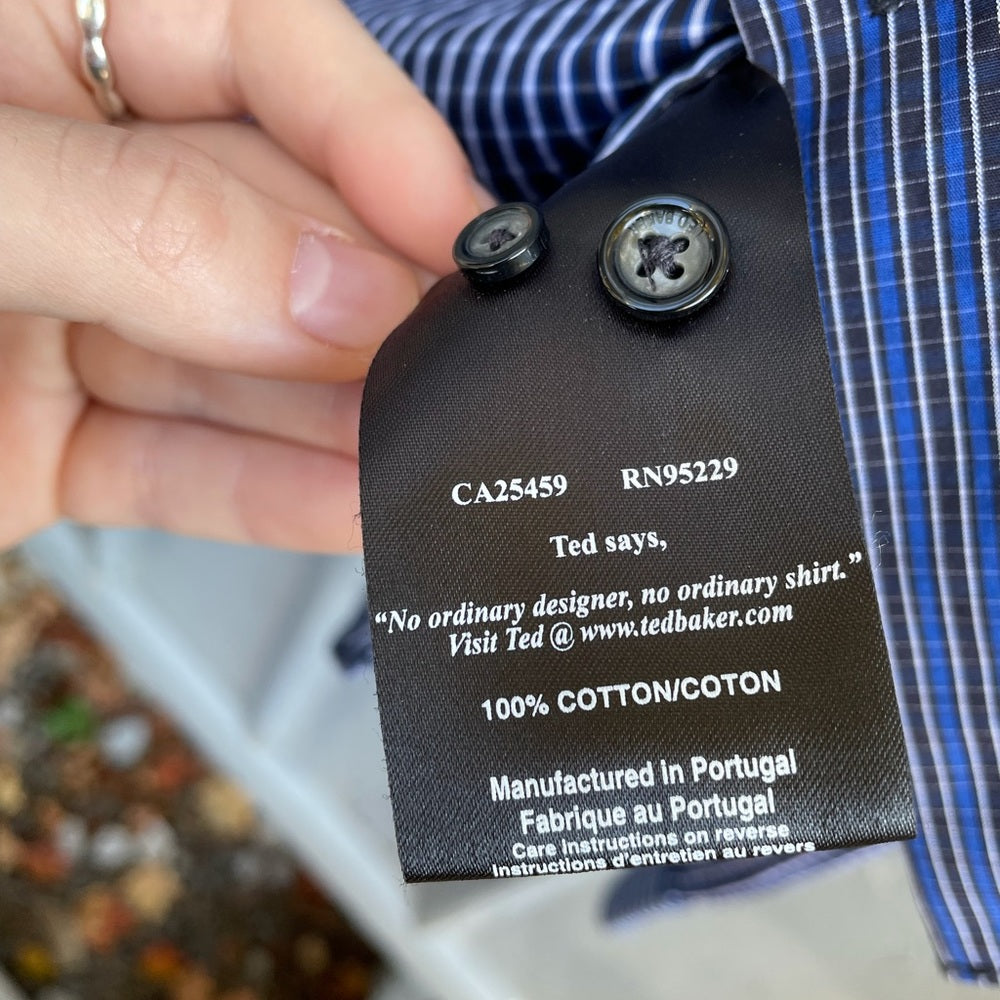 CA25459 RN95229
Ted says,
“No ordinary designer, no ordinary shirt.”
Visit Ted @ www.tedbaker.com
100% COTTON/COTON
Manufactured in Portugal
Fabrique au Portugal
Care instructions on reverse
Instructions d'entretien au revers